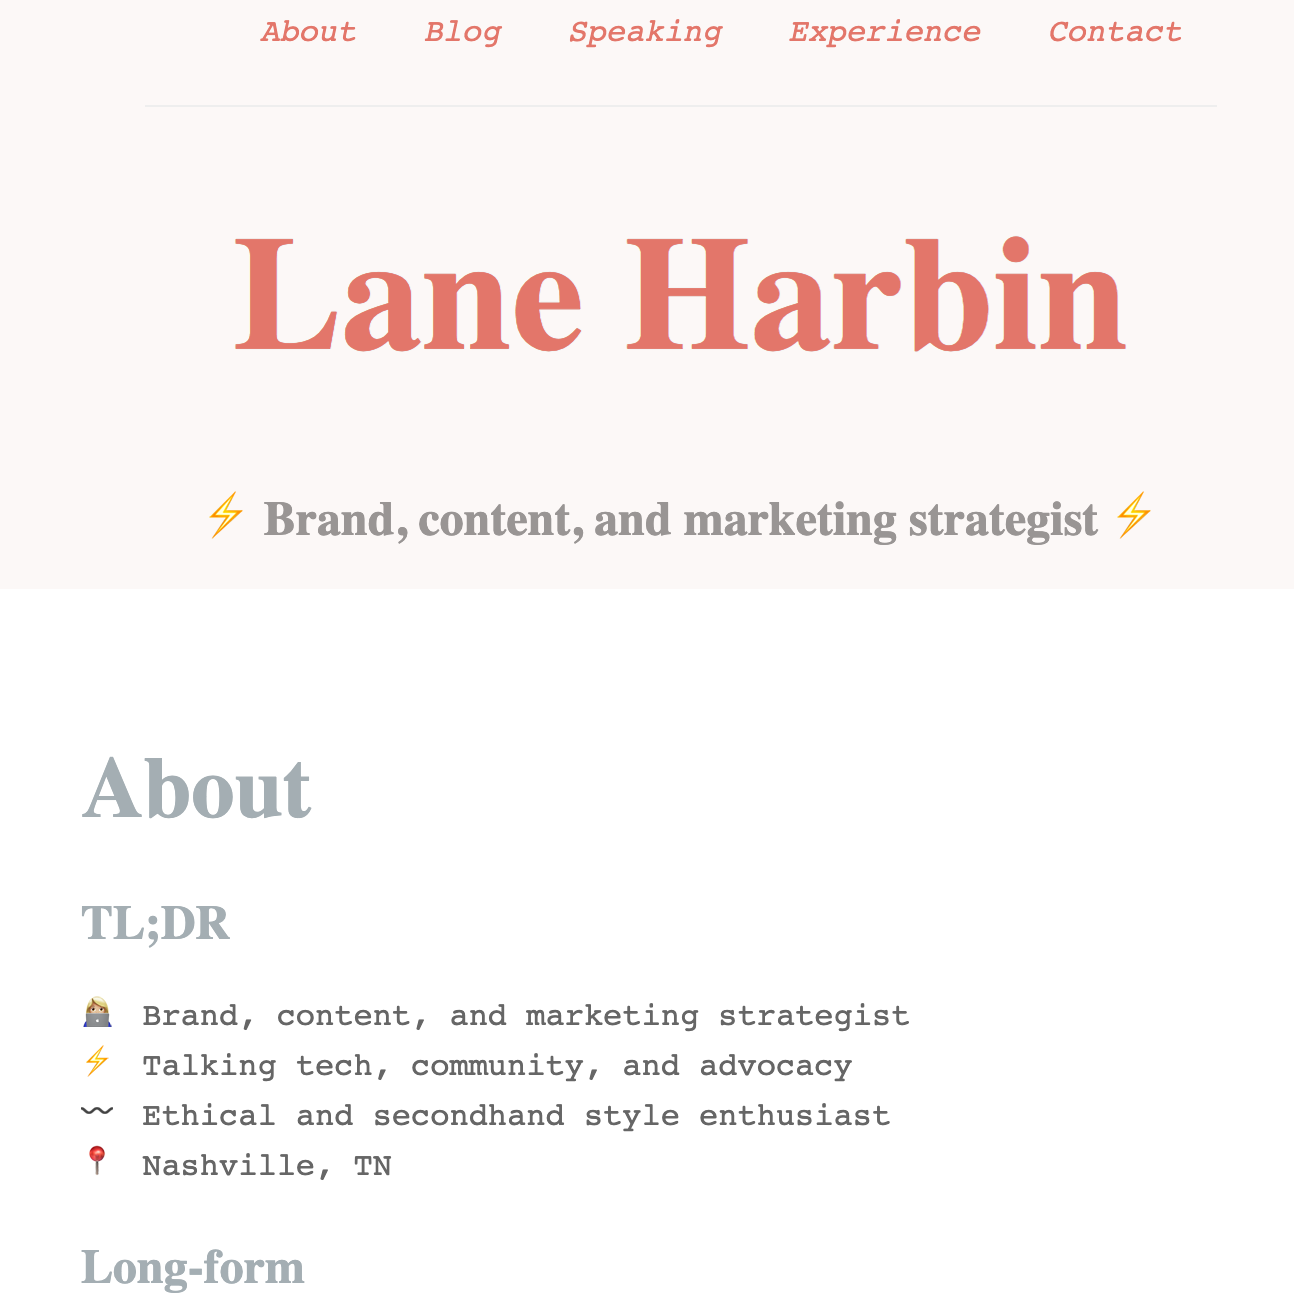 About Blog Speaking Experience Contact
Lane Harbin
⚡ Brand, content, and marketing strategist ⚡
About
TL;DR
👩🏼‍💻 Brand, content, and marketing strategist
⚡ Talking tech, community, and advocacy
〰️ Ethical and secondhand style enthusiast
📍 Nashville, TN
Long-form